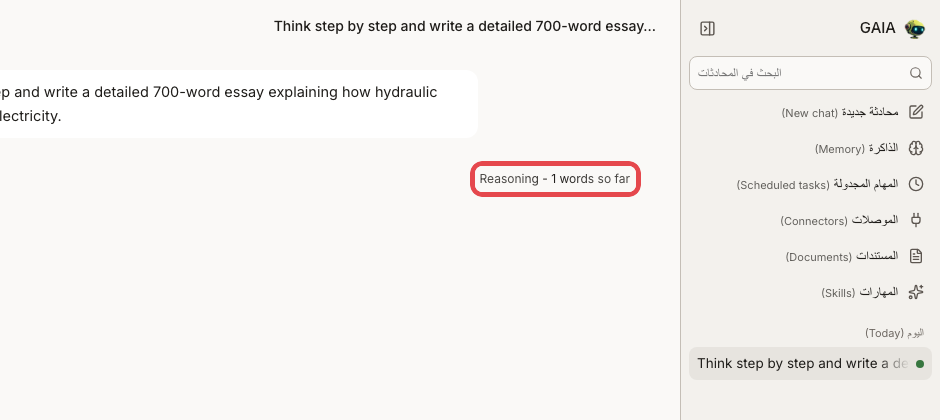 Think step by step and write a detailed 700-word essay...
ep and write a detailed 700-word essay explaining how hydraulic
lectricity.
Reasoning - 1 words so far
GAIA
البحث في المحادثات
محادثة جديدة (New chat)
الذاكرة (Memory)
المهام المجدولة (Scheduled tasks)
الموصلات (Connectors)
المستندات (Documents)
المهارات (Skills)
اليوم (Today)
Think step by step and write a de